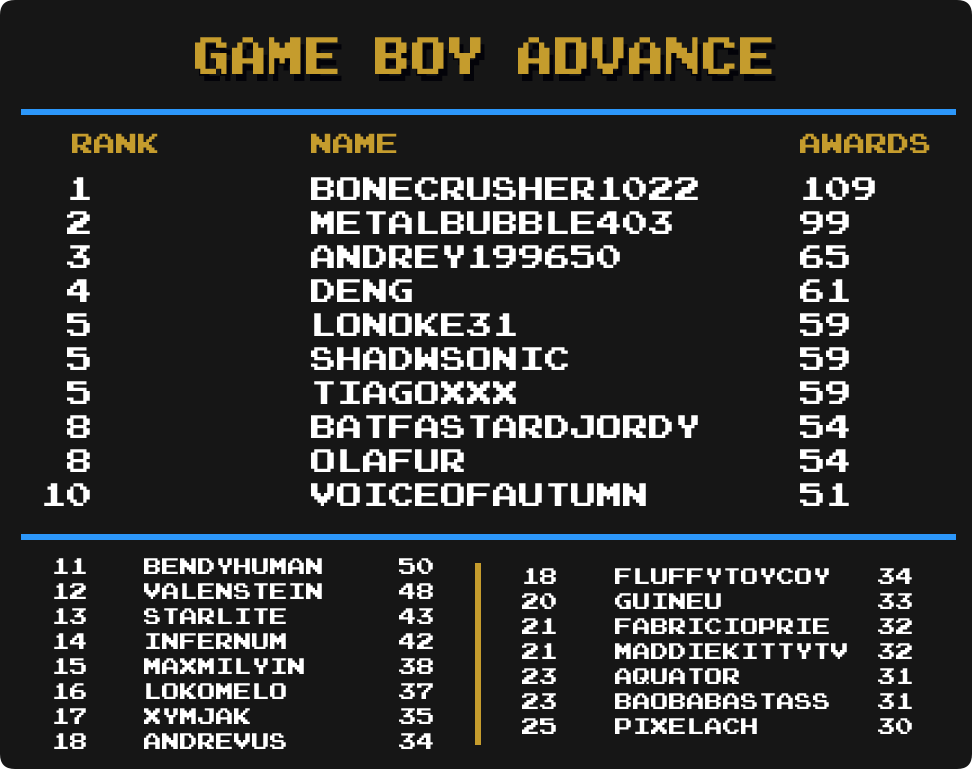 GAME BOY ADVANCE
RANK NAME AWARDS
1 BONECRUSHER1022 109
2 METALBUBBLE403 99
3 ANDREY199650 65
4 DENG 61
5 LONOKE31 59
5 SHADWSONIC 59
5 TIAGOXXX 59
8 BATFASTARDJORDY 54
8 OLAFUR 54
10 VOICEOFAUTUMN 51
11 BENDYHUMAN 50
12 VALENSTEIN 48
13 STARLITE 43
14 INFERNUM 42
15 MAXMILYIN 38
16 LOKOMELO 37
17 XYMJAK 35
18 ANDREVUS 34
18 FLUFFYTOYCOY 34
20 GUINEU 33
21 FABRICIOPRIE 32
21 MADDIEKITTYTV 32
23 AQUATOR 31
23 BAOBABASTASS 31
25 PIXELACH 30